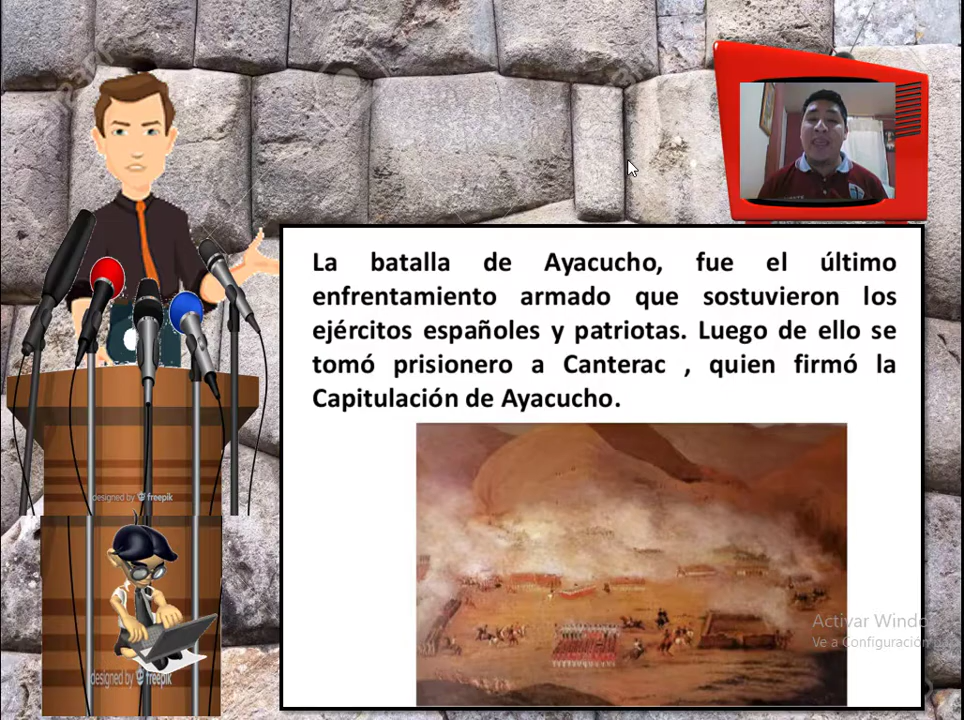 La batalla de Ayacucho, fue el último
enfrentamiento armado que sostuvieron los
ejércitos españoles y patriotas. Luego de ello se
tomó prisionero a Canterac , quien firmó la
Capitulación de Ayacucho.
designed by freepik
Activar Windo
Ve a Configuración
designed by freepik